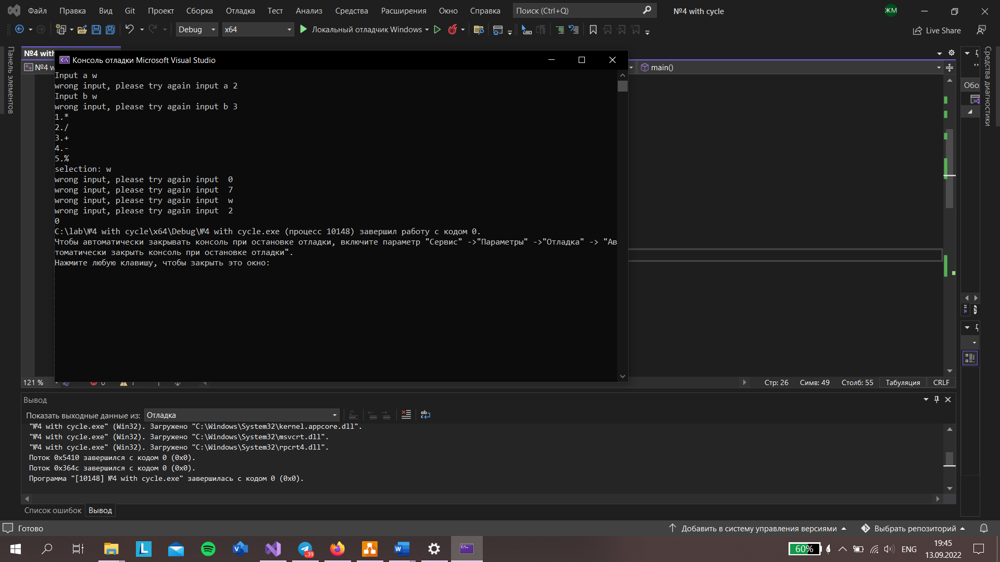 Файл Правка Вид Git Проект Сборка Отладка Тест Анализ Средства Расширения Окно Справка Поиск (Ctrl+Q) №4 with cycle ЖМ
Debug x64 Локальный отладчик Windows Live Share
Панель элементов
№4 with
№4 w
main()
Консоль отладки Microsoft Visual Studio
Input a w
wrong input, please try again input a 2
Input b w
wrong input, please try again input b 3
1.*
2./
3.+
4.-
5.%
selection: w
wrong input, please try again input  0
wrong input, please try again input  7
wrong input, please try again input  w
wrong input, please try again input  2
0
C:\lab\№4 with cycle\x64\Debug\№4 with cycle.exe (процесс 10148) завершил работу с кодом 0.
Чтобы автоматически закрывать консоль при остановке отладки, включите параметр "Сервис" ->"Параметры" ->"Отладка" -> "Ав
томатически закрыть консоль при остановке отладки".
Нажмите любую клавишу, чтобы закрыть это окно:
Обо
Средства диагностики
121 % 0 1 Стр: 26 Симв: 49 Столб: 55 Табуляция CRLF
Вывод
Показать выходные данные из: Отладка
"№4 with cycle.exe" (Win32). Загружено "C:\Windows\System32\kernel.appcore.dll".
"№4 with cycle.exe" (Win32). Загружено "C:\Windows\System32\msvcrt.dll".
"№4 with cycle.exe" (Win32). Загружено "C:\Windows\System32\rpcrt4.dll".
Поток 0x5410 завершился с кодом 0 (0x0).
Поток 0x364c завершился с кодом 0 (0x0).
Программа "[10148] №4 with cycle.exe" завершилась с кодом 0 (0x0).
Список ошибок Вывод
Готово Добавить в систему управления версиями Выбрать репозиторий
39 60% ENG 19:45
13.09.2022